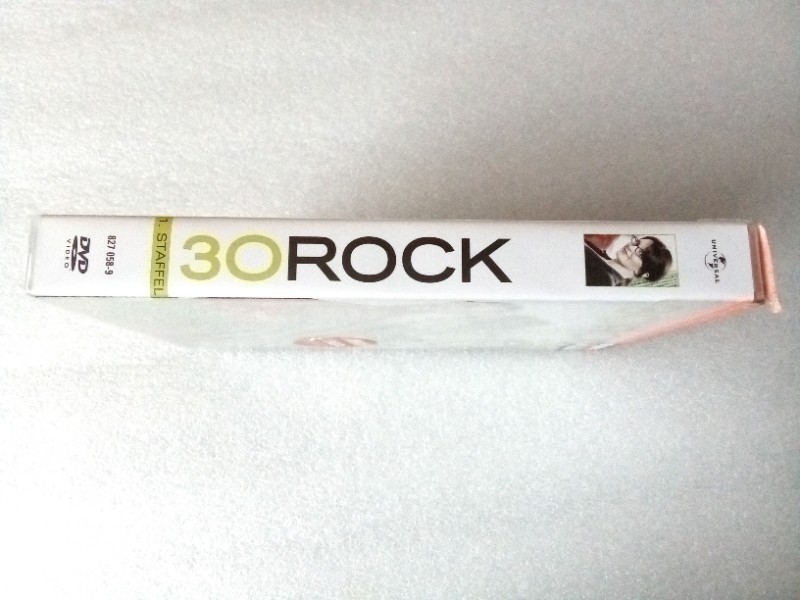 DVD
VIDEO
827 058-9
1. STAFFEL
30ROCK
UNIVERSAL